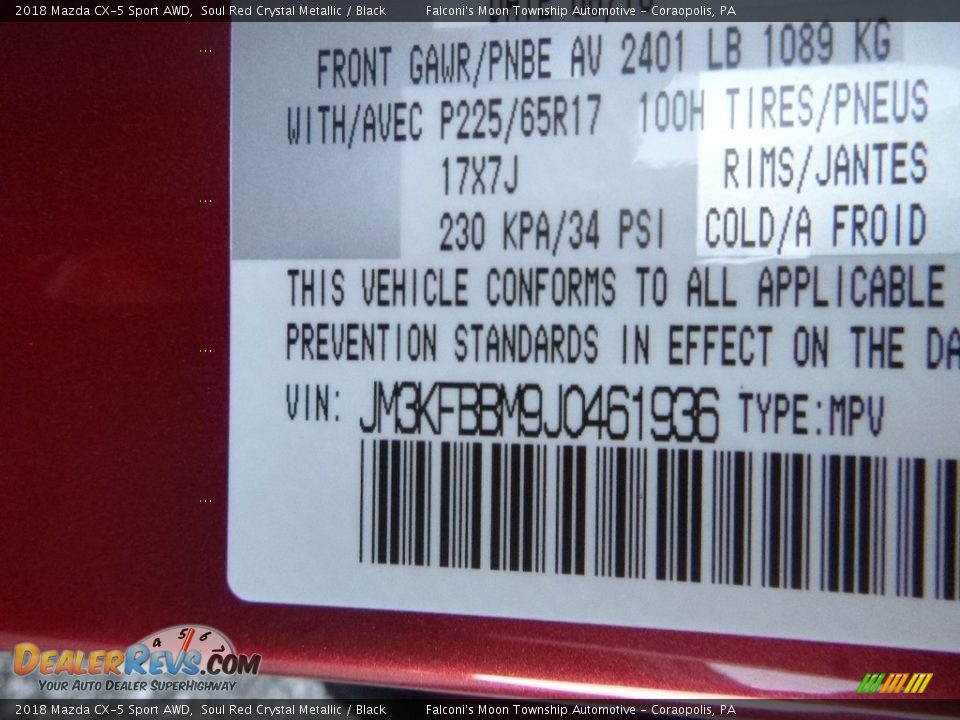 2018 Mazda CX-5 Sport AWD, Soul Red Crystal Metallic / Black Falconi's Moon Township Automotive - Coraopolis, PA
FRONT GAWR/PNBE AV 2401 LB 1089 KG
WITH/AVEC P225/65R17 100H TIRES/PNEUS
17X7J RIMS/JANTES
230 KPA/34 PSI COLD/A FROID
THIS VEHICLE CONFORMS TO ALL APPLICABLE
PREVENTION STANDARDS IN EFFECT ON THE DA
VIN: JM3KFBBM9J0461936 TYPE:MPV
4 5 6
DEALERREVS.COM
YOUR AUTO DEALER SUPERHIGHWAY
2018 Mazda CX-5 Sport AWD, Soul Red Crystal Metallic / Black Falconi's Moon Township Automotive - Coraopolis, PA